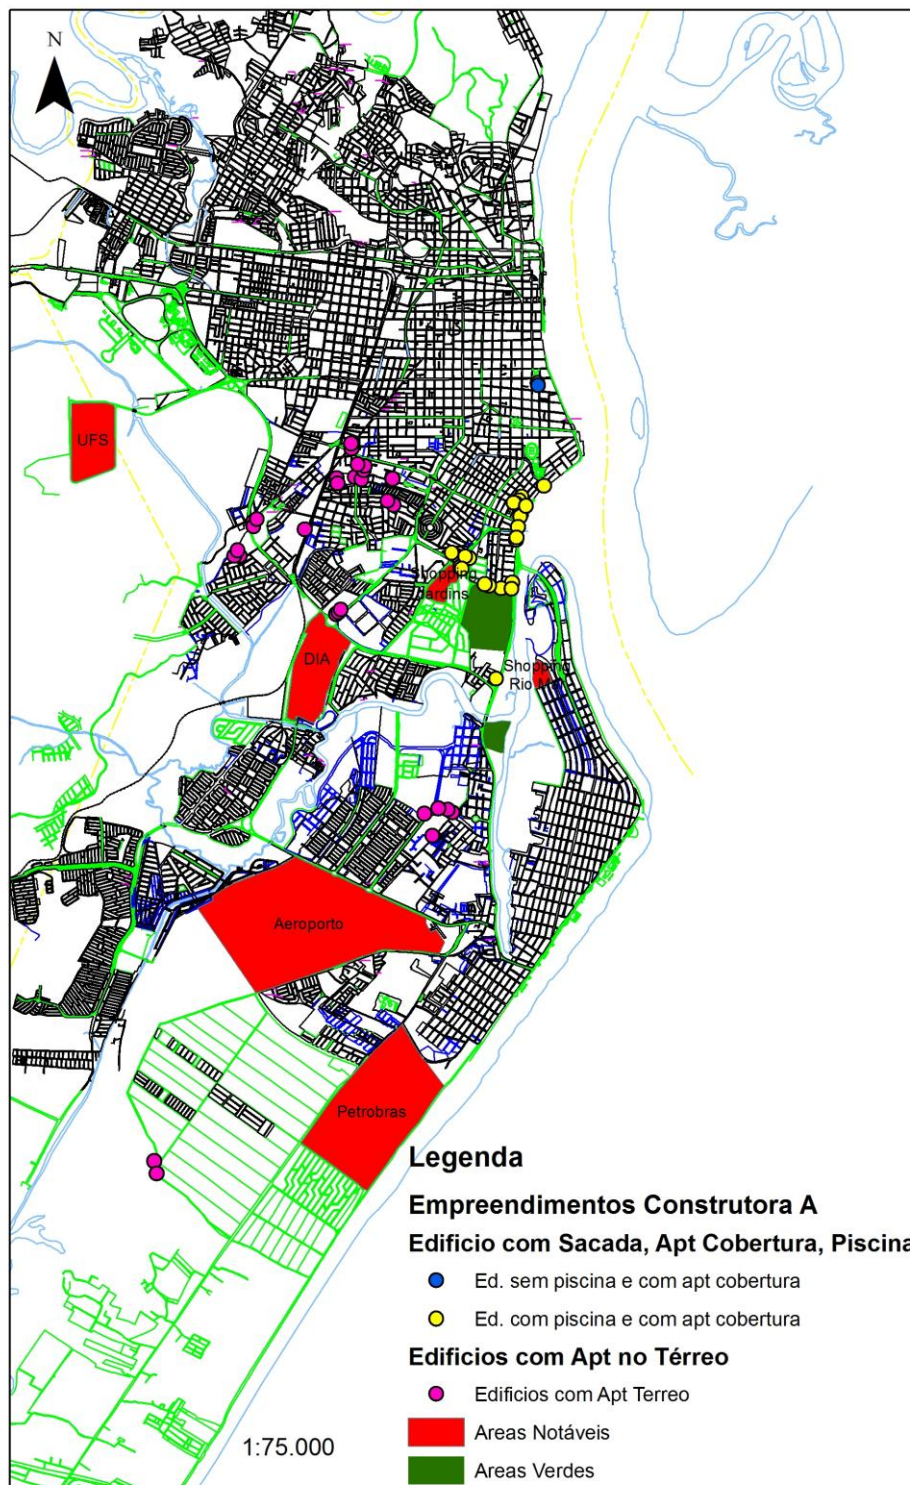 N
UFS
Shopping
Jardins
DIA
Shopping
Rio Mar
Aeroporto
Petrobras
Legenda
Empreendimentos Construtora A
Edificio com Sacada, Apt Cobertura, Piscina
Ed. sem piscina e com apt cobertura
Ed. com piscina e com apt cobertura
Edificios com Apt no Térreo
Edificios com Apt Terreo
1:75.000
Areas Notáveis
Areas Verdes